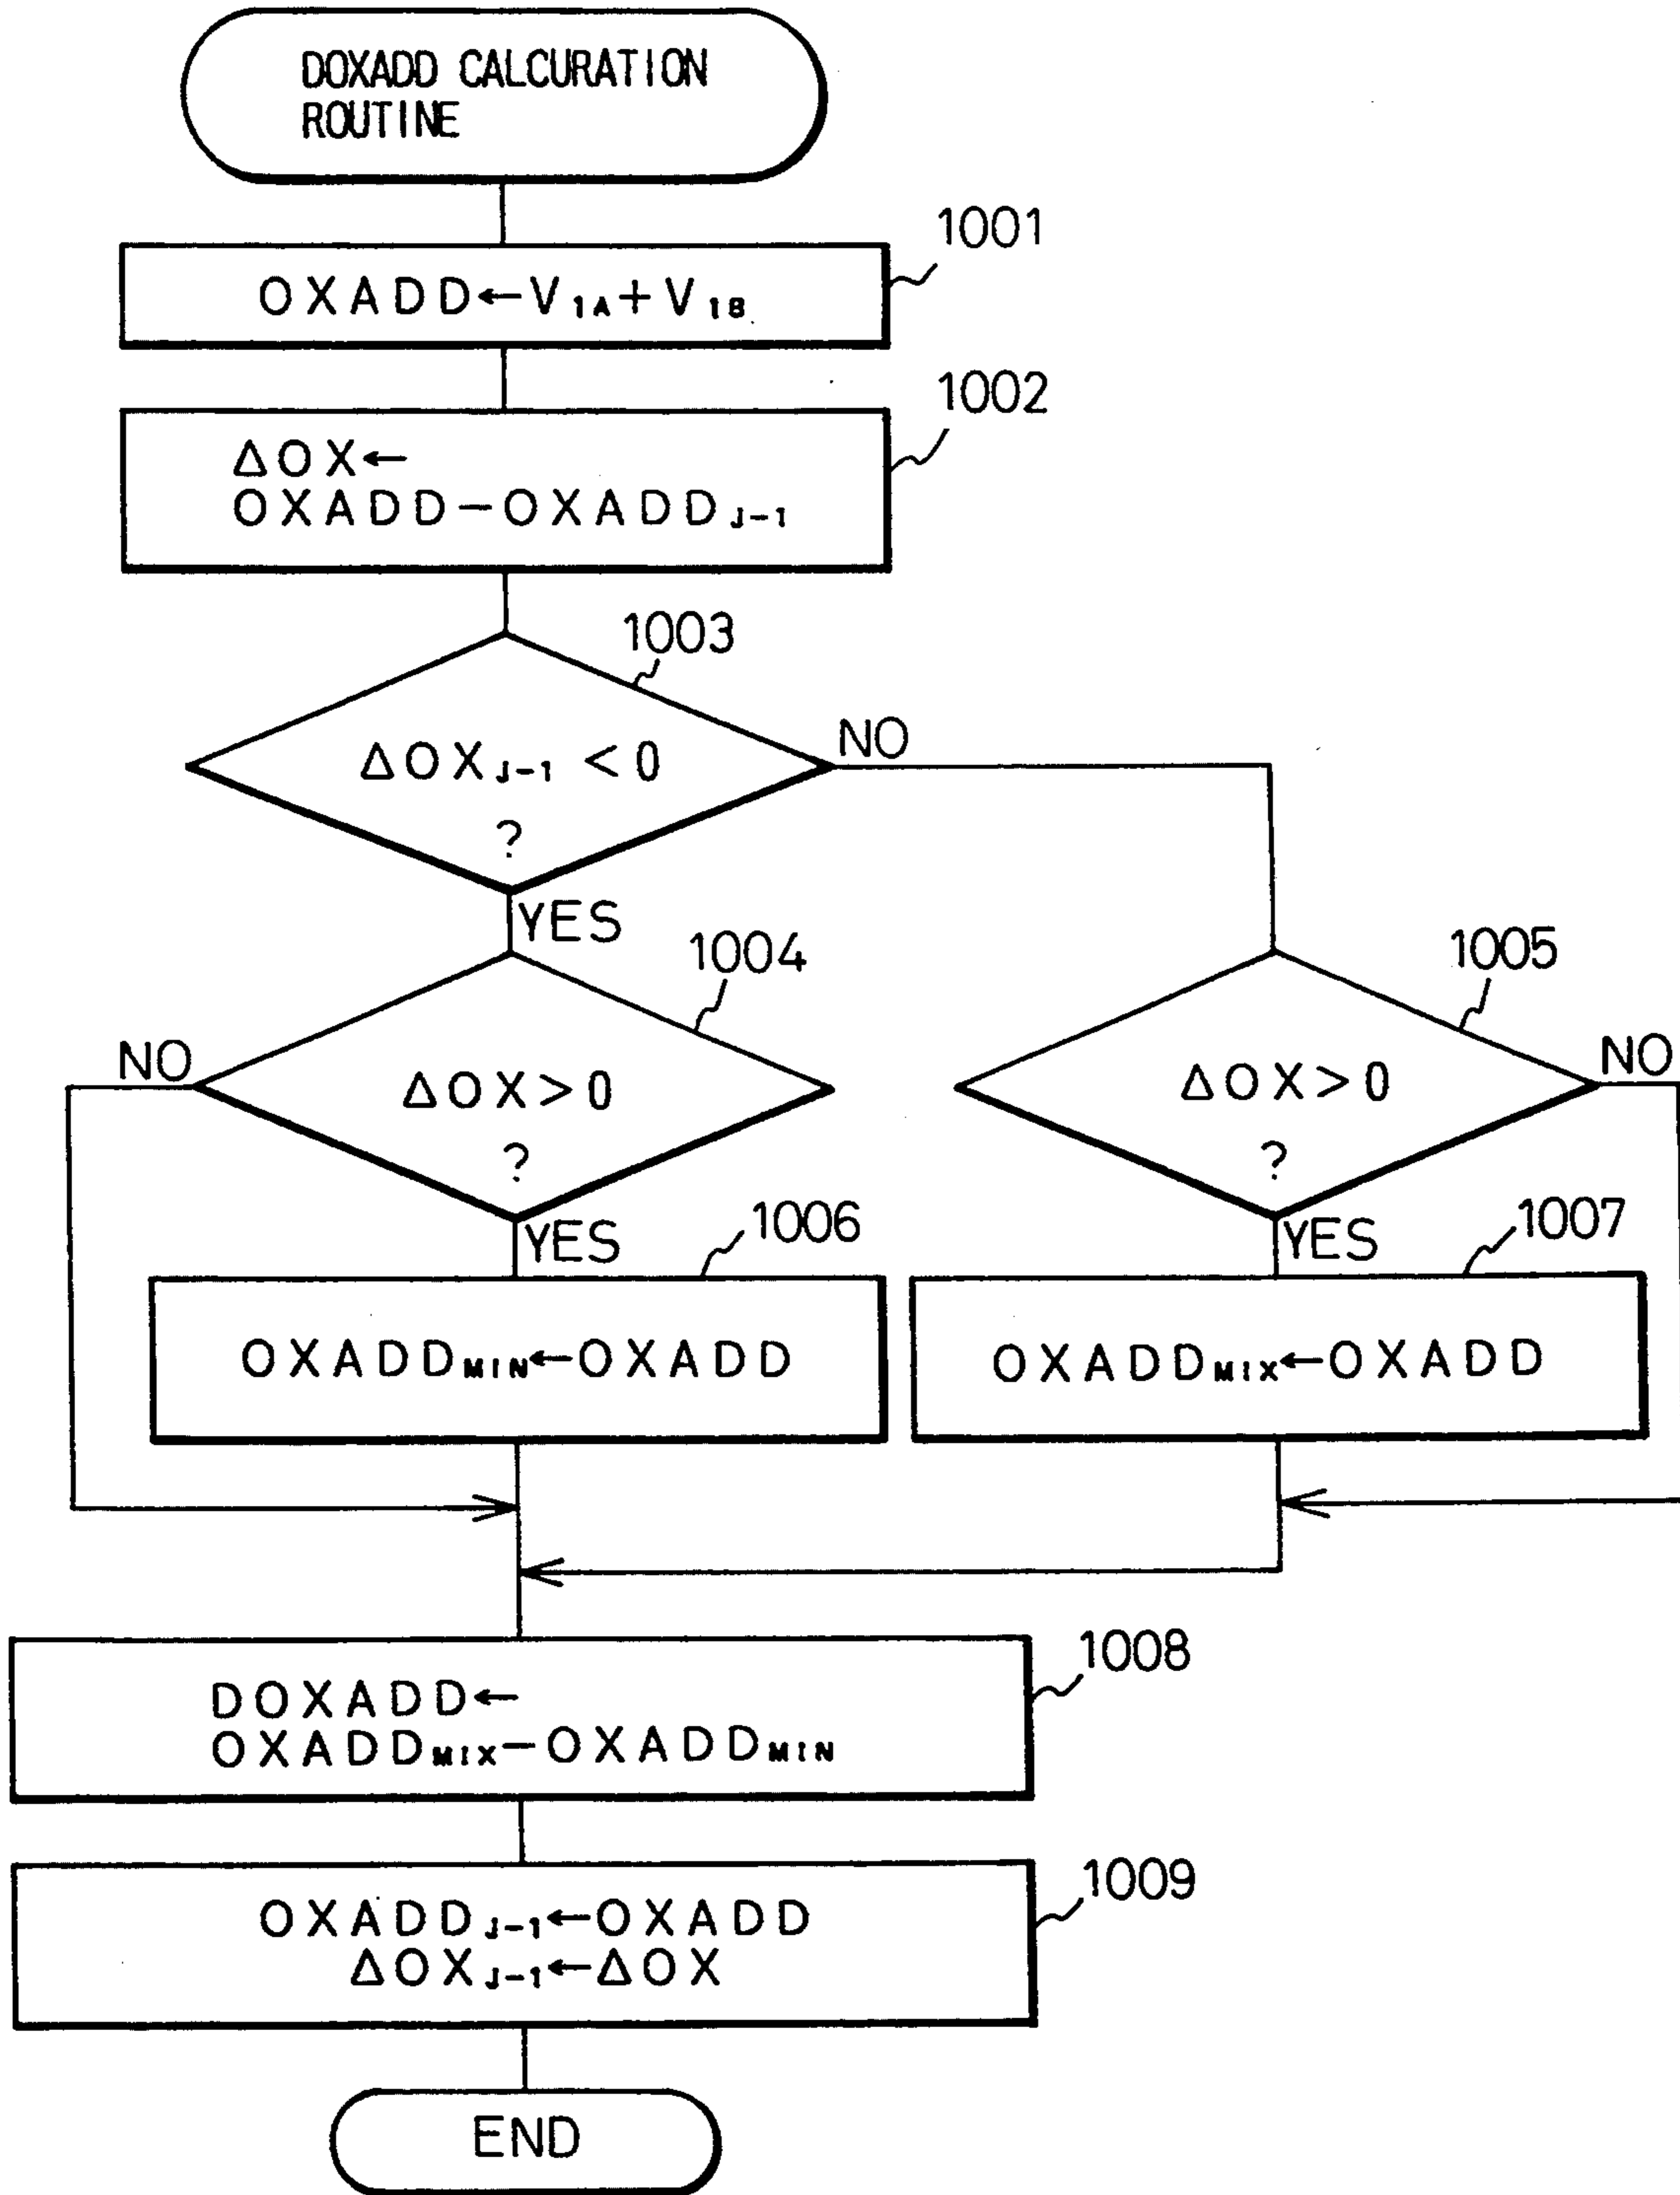 DOXADD CALCURATION
ROUTINE
1001
OXADD←V1A+V1B
1002
ΔOX←
OXADD−OXADDJ-1
1003
ΔOXJ-1 <0
?
NO
YES
1004
ΔOX>0
?
NO
YES
1005
ΔOX>0
?
NO
YES
1006
OXADDMIN←OXADD
1007
OXADDMIX←OXADD
1008
DOXADD←
OXADDMIX−OXADDMIN
1009
OXADDJ-1←OXADD
ΔOXJ-1←ΔOX
END